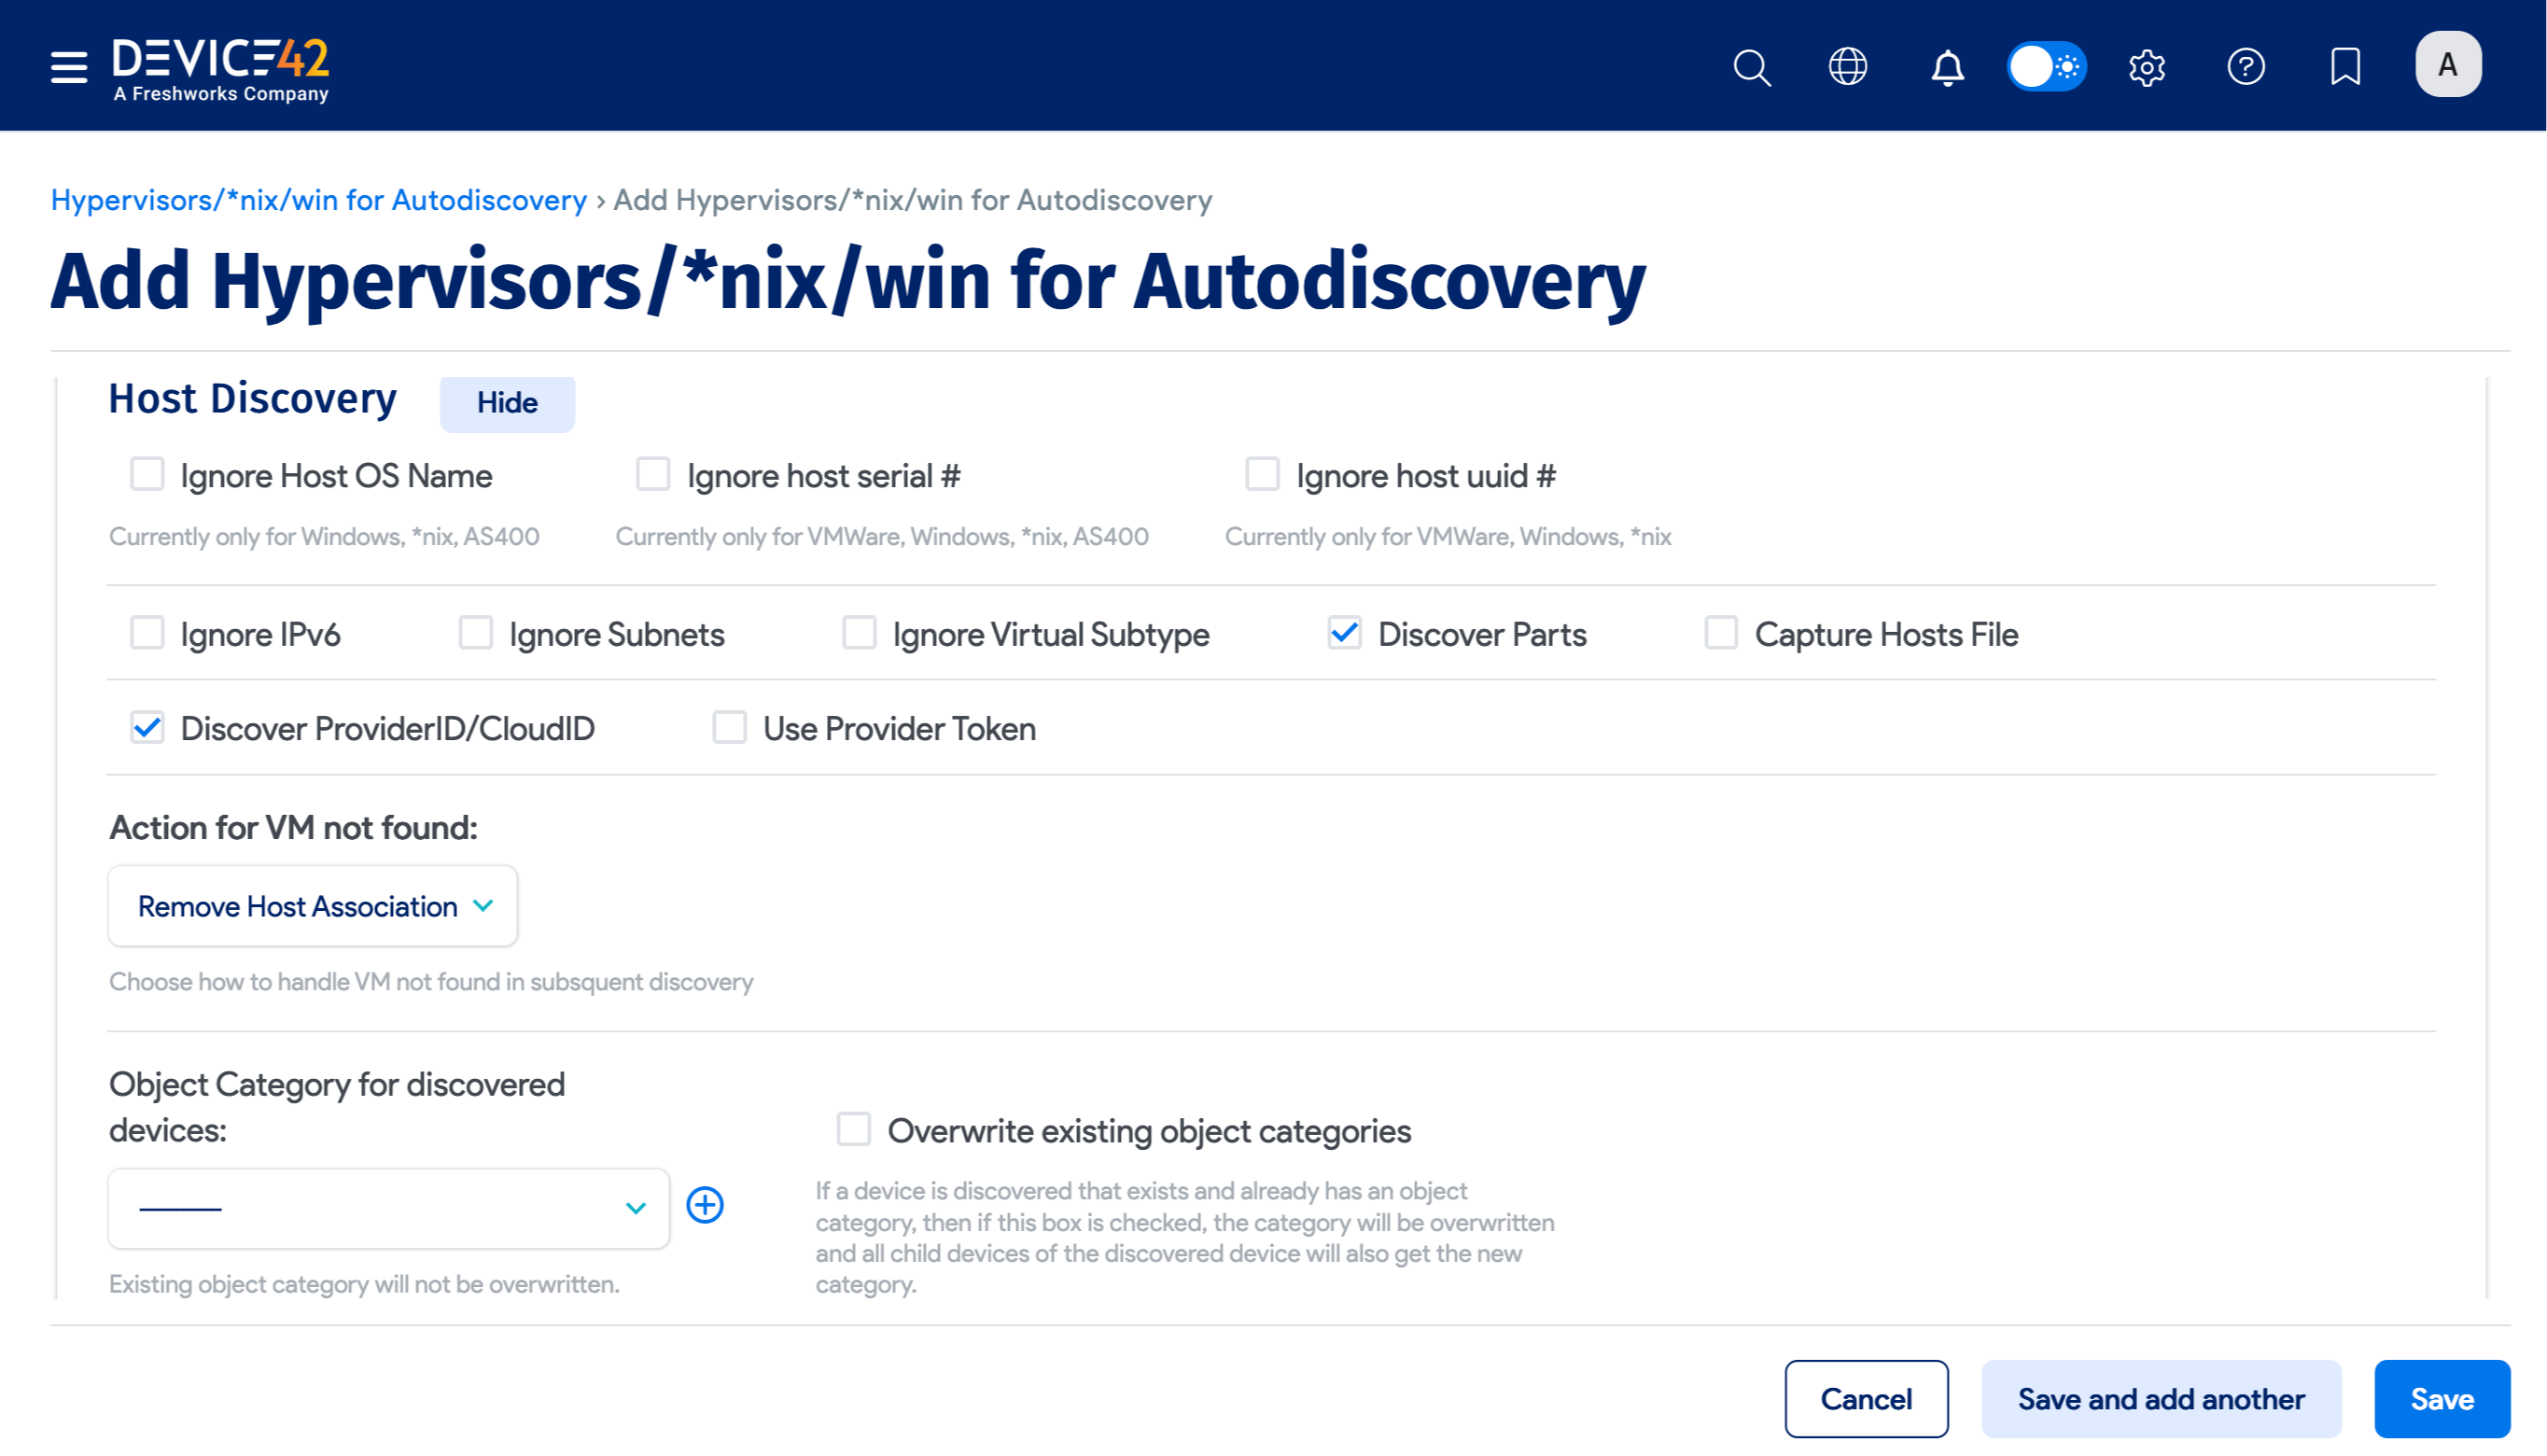 DEVICE42
A Freshworks Company
A
Hypervisors/*nix/win for Autodiscovery › Add Hypervisors/*nix/win for Autodiscovery
Add Hypervisors/*nix/win for Autodiscovery
Host Discovery Hide
Ignore Host OS Name Ignore host serial # Ignore host uuid #
Currently only for Windows, *nix, AS400 Currently only for VMWare, Windows, *nix, AS400 Currently only for VMWare, Windows, *nix
Ignore IPv6 Ignore Subnets Ignore Virtual Subtype Discover Parts Capture Hosts File
Discover ProviderID/CloudID Use Provider Token
Action for VM not found:
Remove Host Association
Choose how to handle VM not found in subsquent discovery
Object Category for discovered
devices:
Existing object category will not be overwritten.
Overwrite existing object categories
If a device is discovered that exists and already has an object
category, then if this box is checked, the category will be overwritten
and all child devices of the discovered device will also get the new
category.
Cancel Save and add another Save